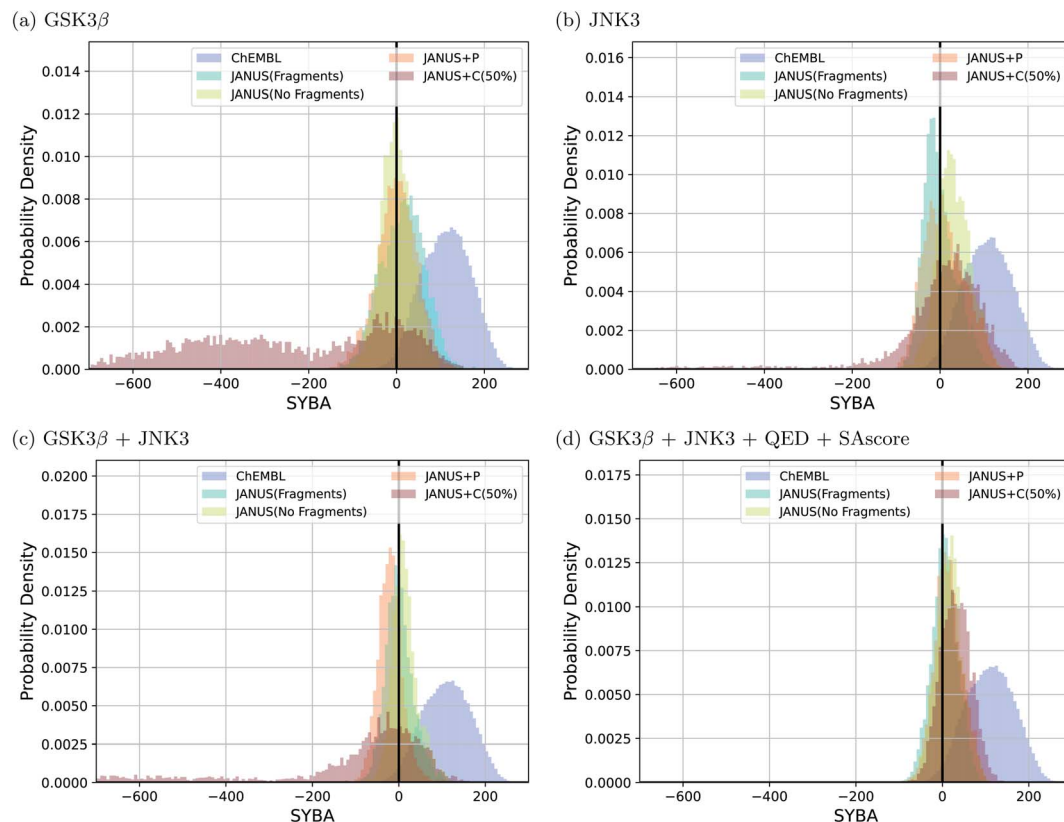 (a) GSK3β
ChEMBL
JANUS(Fragments)
JANUS(No Fragments)
JANUS+P
JANUS+C(50%)
0.014
0.012
0.010
0.008
0.006
0.004
0.002
0.000
Probability Density
−600
−400
−200
0
200
SYBA
(b) JNK3
ChEMBL
JANUS(Fragments)
JANUS(No Fragments)
JANUS+P
JANUS+C(50%)
0.016
0.014
0.012
0.010
0.008
0.006
0.004
0.002
0.000
Probability Density
−600
−400
−200
0
200
SYBA
(c) GSK3β + JNK3
ChEMBL
JANUS(Fragments)
JANUS(No Fragments)
JANUS+P
JANUS+C(50%)
0.0200
0.0175
0.0150
0.0125
0.0100
0.0075
0.0050
0.0025
0.0000
Probability Density
−600
−400
−200
0
200
SYBA
(d) GSK3β + JNK3 + QED + SAscore
ChEMBL
JANUS(Fragments)
JANUS(No Fragments)
JANUS+P
JANUS+C(50%)
0.0175
0.0150
0.0125
0.0100
0.0075
0.0050
0.0025
0.0000
Probability Density
−600
−400
−200
0
200
SYBA